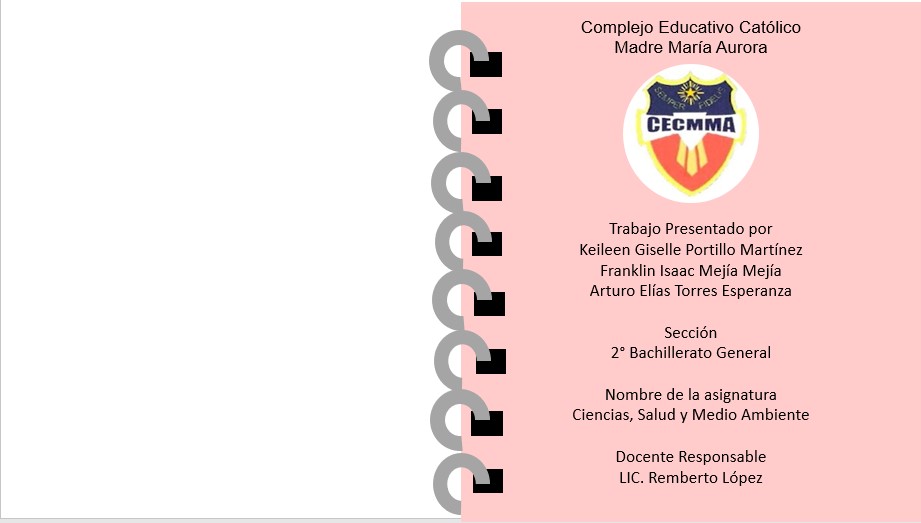 Complejo Educativo Católico
Madre María Aurora
SEMPER FIDELIS
CECMMA
Trabajo Presentado por
Keileen Giselle Portillo Martínez
Franklin Isaac Mejía Mejía
Arturo Elías Torres Esperanza
Sección
2° Bachillerato General
Nombre de la asignatura
Ciencias, Salud y Medio Ambiente
Docente Responsable
LIC. Remberto López